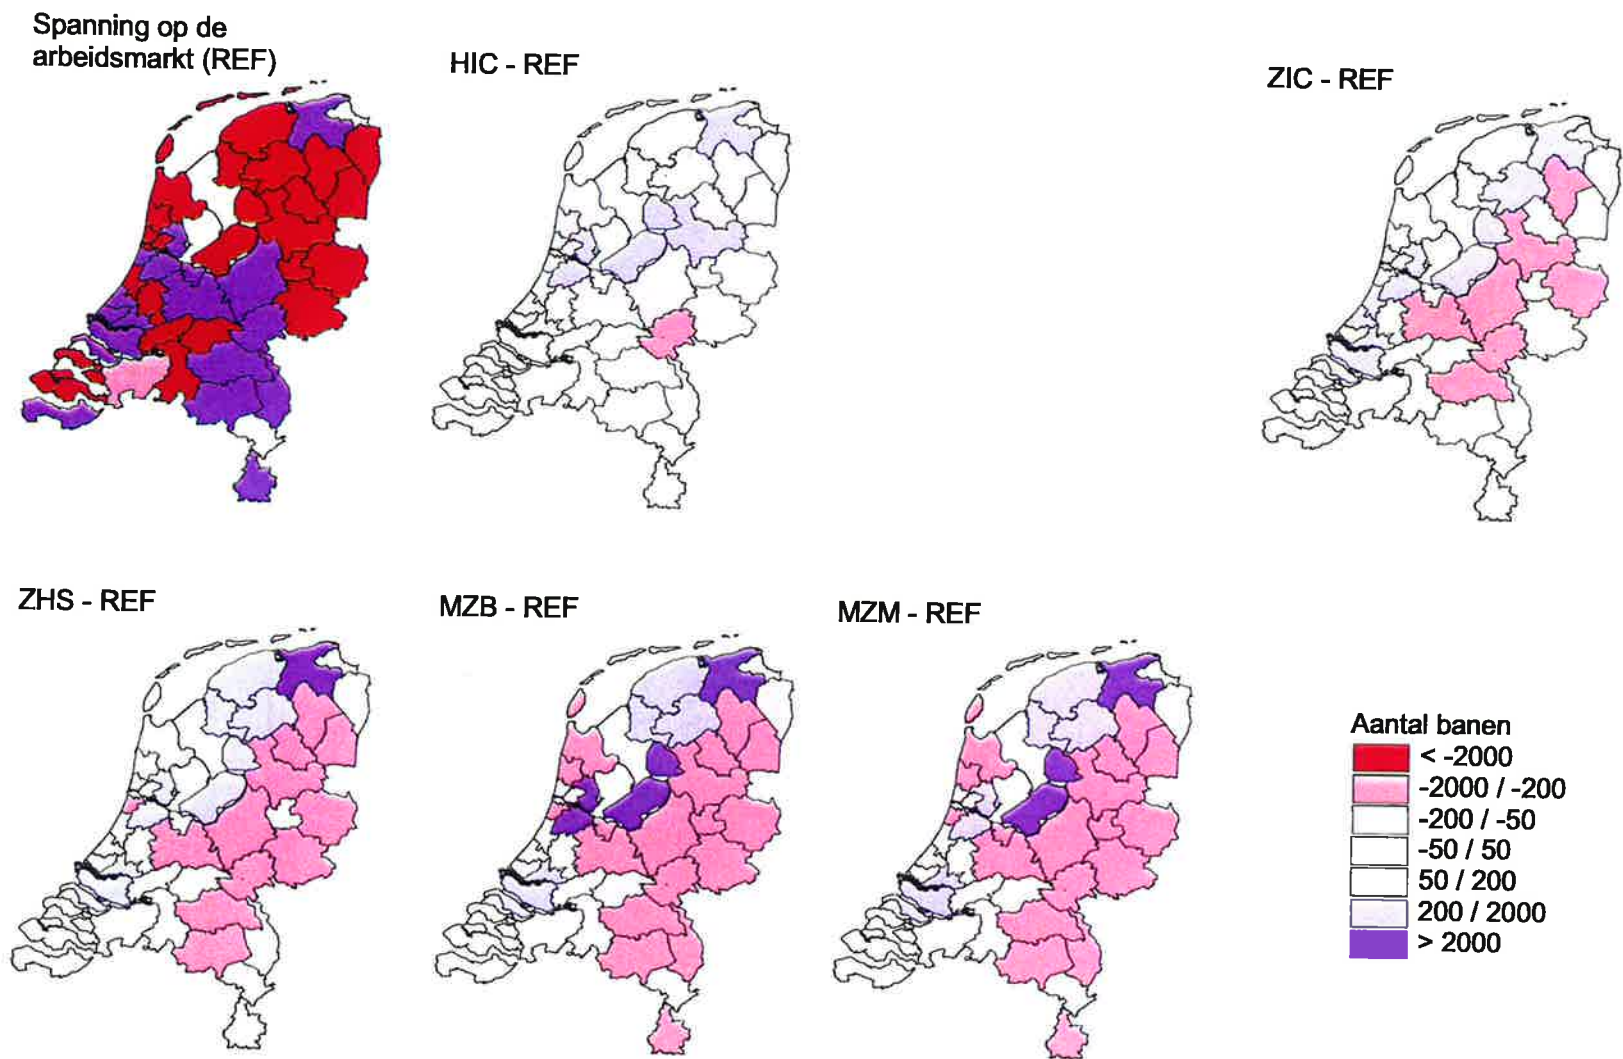 Spanning op de
arbeidsmarkt (REF)
HIC - REF
ZIC - REF
ZHS - REF
MZB - REF
MZM - REF
Aantal banen
< -2000
-2000 / -200
-200 / -50
-50 / 50
50 / 200
200 / 2000
> 2000